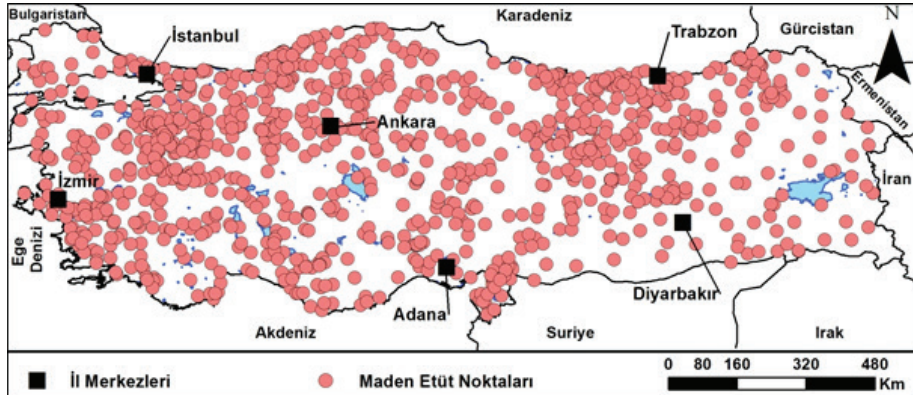 Bulgaristan
Karadeniz
Gürcistan
N
İstanbul
Trabzon
Ermenistan
Ankara
İzmir
İran
Ege
Denizi
Diyarbakır
Adana
Akdeniz
Suriye
Irak
İl Merkezleri
Maden Etüt Noktaları
0 80 160 320 480
Km